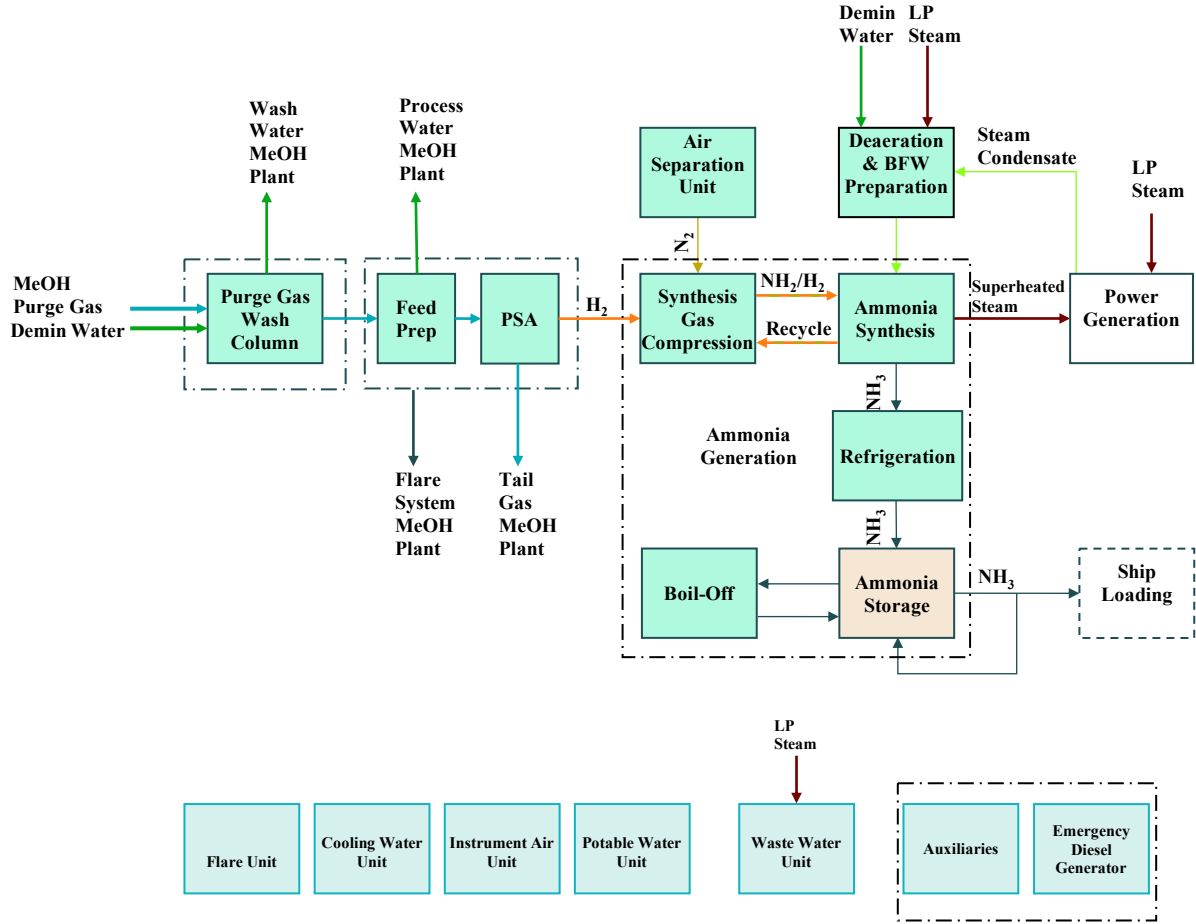 Demin
Water
LP
Steam
Wash
Water
MeOH
Plant
Process
Water
MeOH
Plant
Air
Separation
Unit
Deaeration
& BFW
Preparation
Steam
Condensate
LP
Steam
N₂
MeOH
Purge Gas
Demin Water
Purge Gas
Wash
Column
Feed
Prep
PSA
H₂
Synthesis
Gas
Compression
NH₂/H₂
Recycle
Ammonia
Synthesis
Superheated
Steam
Power
Generation
NH₃
Ammonia
Generation
Refrigeration
Flare
System
MeOH
Plant
Tail
Gas
MeOH
Plant
NH₃
Boil-Off
Ammonia
Storage
NH₃
Ship
Loading
LP
Steam
Flare Unit
Cooling Water
Unit
Instrument Air
Unit
Potable Water
Unit
Waste Water
Unit
Auxiliaries
Emergency
Diesel
Generator